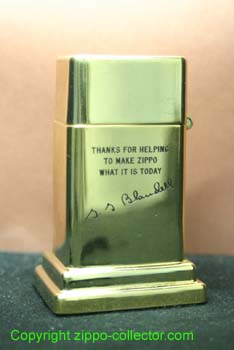 THANKS FOR HELPING
TO MAKE ZIPPO
WHAT IT IS TODAY
Copyright zippo-collector.com